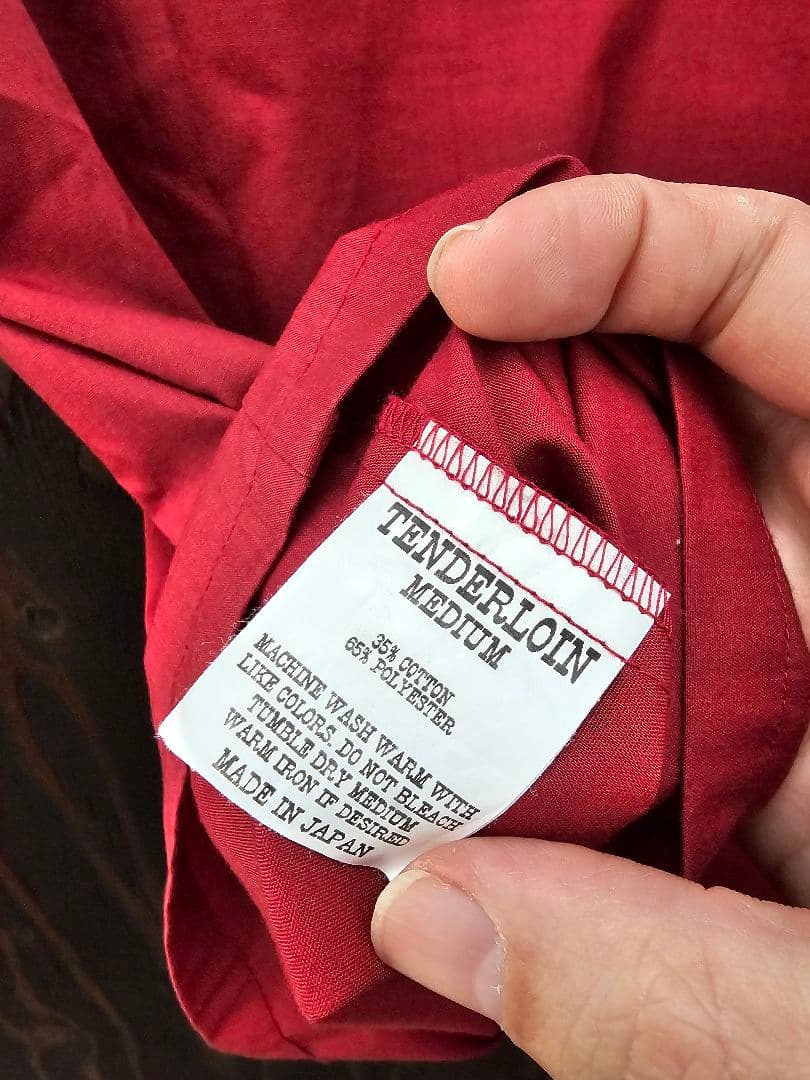 TENDERLOIN
MEDIUM
35% COTTON
65% POLYESTER
MACHINE WASH WARM WITH
LIKE COLORS. DO NOT BLEACH
TUMBLE DRY MEDIUM
WARM IRON IF DESIRED
MADE IN JAPAN